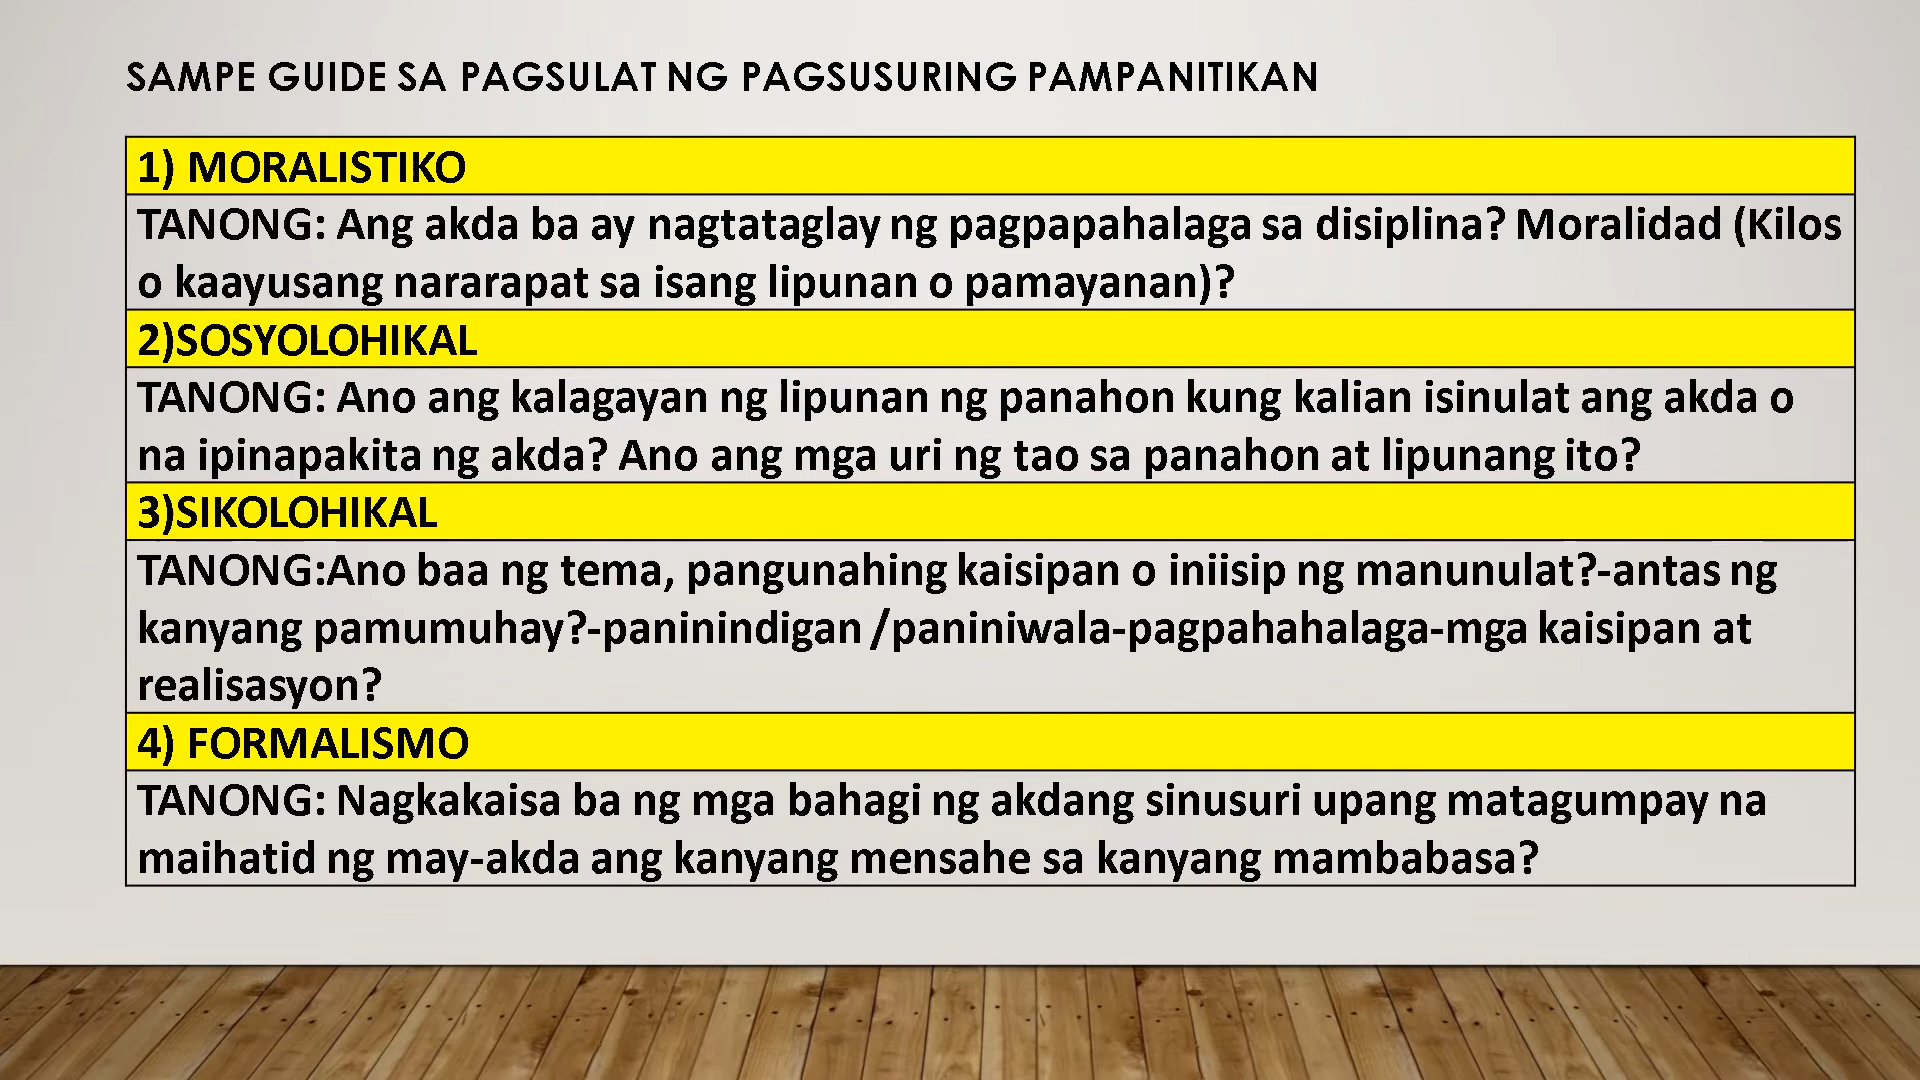 SAMPE GUIDE SA PAGSULAT NG PAGSUSURING PAMPANITIKAN
1) MORALISTIKO
TANONG: Ang akda ba ay nagtataglay ng pagpapahalaga sa disiplina? Moralidad (Kilos
o kaayusang nararapat sa isang lipunan o pamayanan)?
2)SOSYOLOHIKAL
TANONG: Ano ang kalagayan ng lipunan ng panahon kung kalian isinulat ang akda o
na ipinapakita ng akda? Ano ang mga uri ng tao sa panahon at lipunang ito?
3)SIKOLOHIKAL
TANONG:Ano baa ng tema, pangunahing kaisipan o iniisip ng manunulat?-antas ng
kanyang pamumuhay?-paninindigan /paniniwala-pagpahahalaga-mga kaisipan at
realisasyon?
4) FORMALISMO
TANONG: Nagkakaisa ba ng mga bahagi ng akdang sinusuri upang matagumpay na
maihatid ng may-akda ang kanyang mensahe sa kanyang mambabasa?